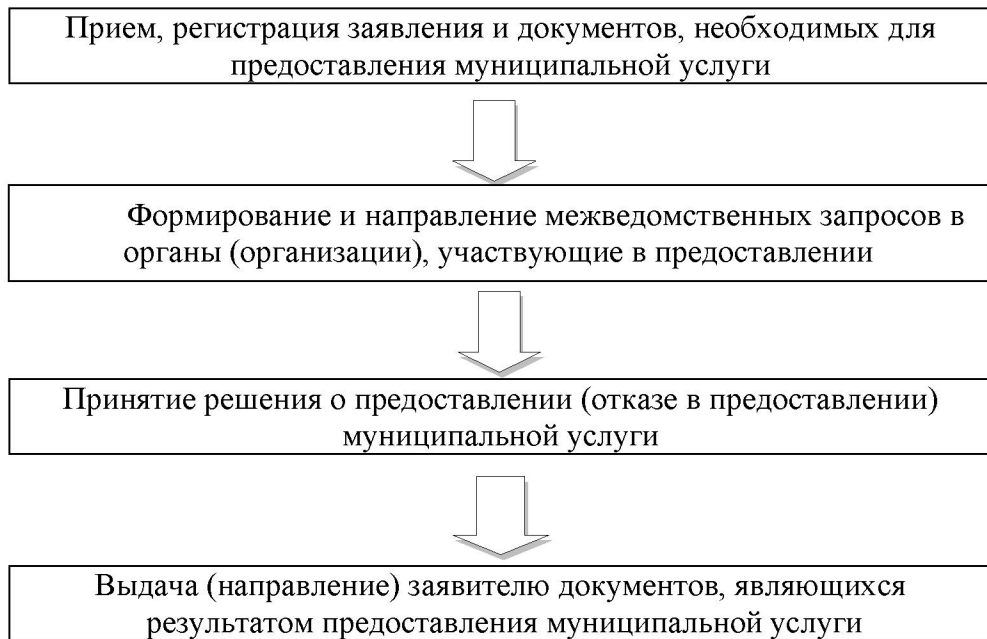 Прием, регистрация заявления и документов, необходимых для
предоставления муниципальной услуги
Формирование и направление межведомственных запросов в
органы (организации), участвующие в предоставлении
Принятие решения о предоставлении (отказе в предоставлении)
муниципальной услуги
Выдача (направление) заявителю документов, являющихся
результатом предоставления муниципальной услуги